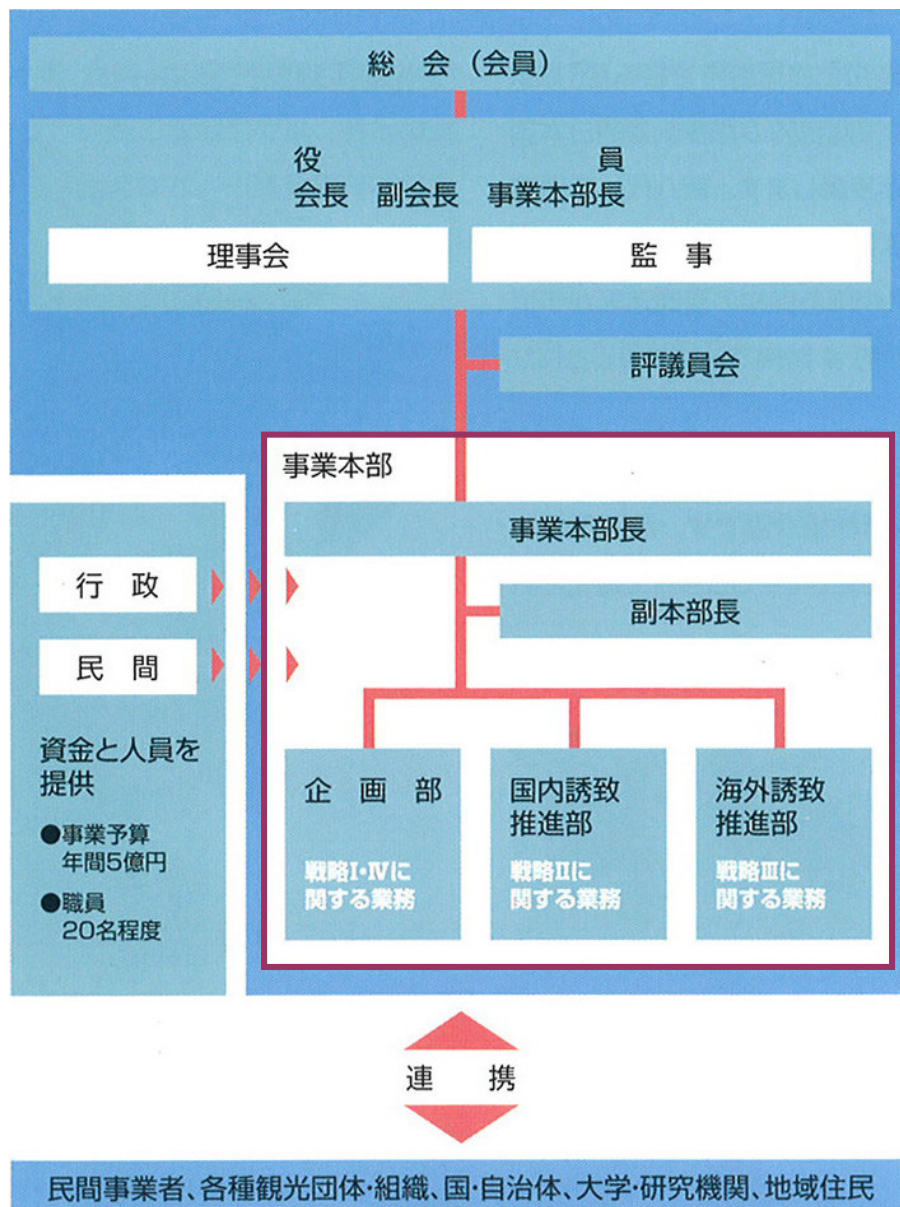 総　会（会員）
役　員
会長　副会長　事業本部長
理事会
監　事
評議員会
事業本部
事業本部長
副本部長
行　政
民　間
資金と人員を
提供
●事業予算
年間5億円
●職員
20名程度
企　画　部
戦略Ⅰ・Ⅳに
関する業務
国内誘致
推進部
戦略Ⅱに
関する業務
海外誘致
推進部
戦略Ⅲに
関する業務
連　携
民間事業者、各種観光団体・組織、国・自治体、大学・研究機関、地域住民